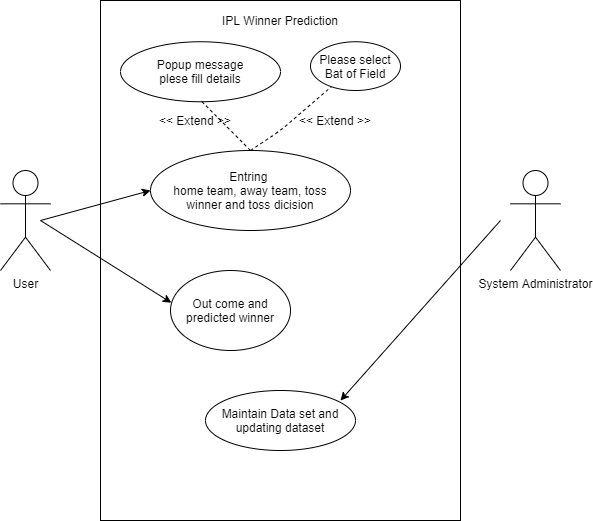 IPL Winner Prediction
Popup message
plese fill details
Please select
Bat of Field
<< Extend >>
<< Extend >>
Entring
home team, away team, toss
winner and toss dicision
User
System Administrator
Out come and
predicted winner
Maintain Data set and
updating dataset